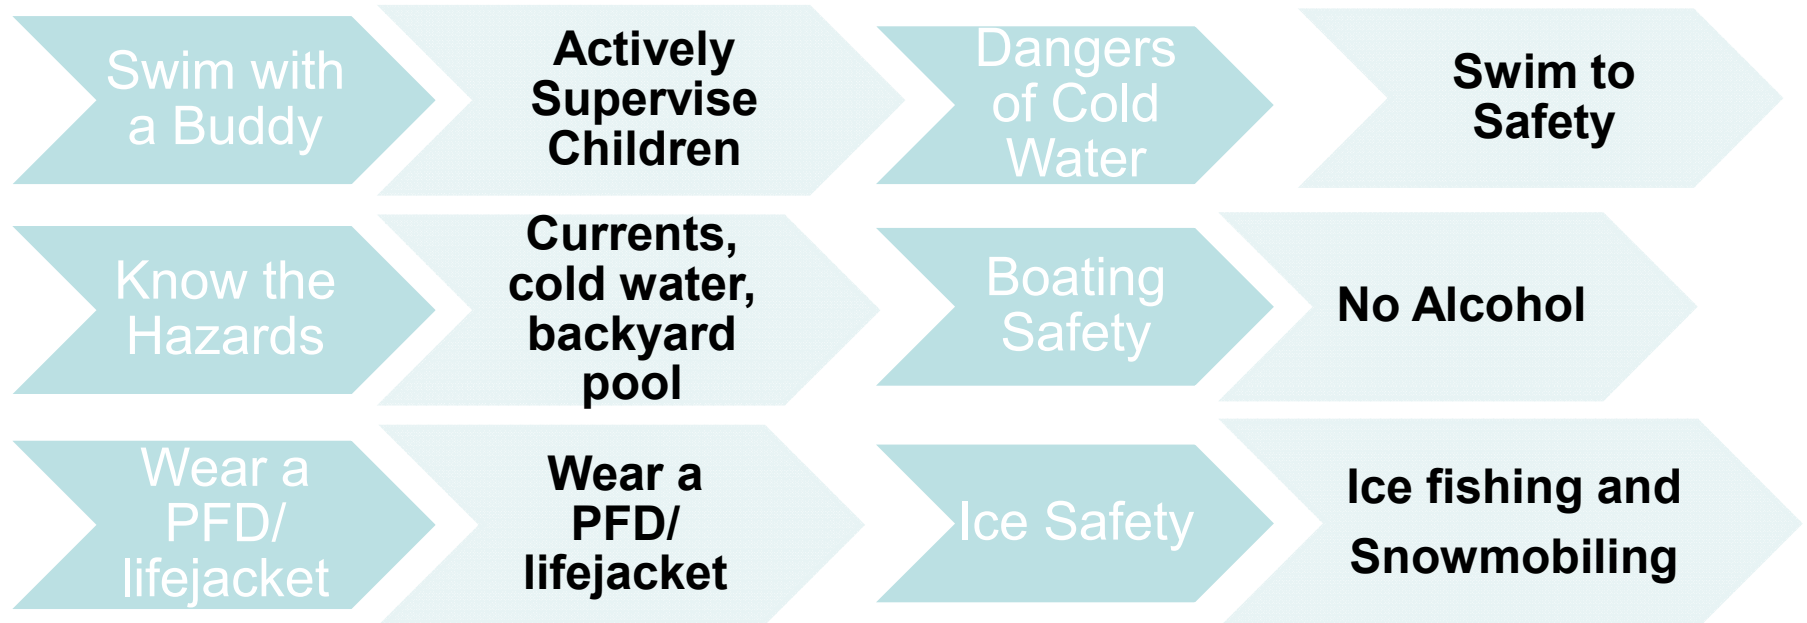 Swim with
a Buddy
Actively
Supervise
Children
Dangers
of Cold
Water
Swim to
Safety
Know the
Hazards
Currents,
cold water,
backyard
pool
Boating
Safety
No Alcohol
Wear a
PFD/
lifejacket
Wear a
PFD/
lifejacket
Ice Safety
Ice fishing and
Snowmobiling